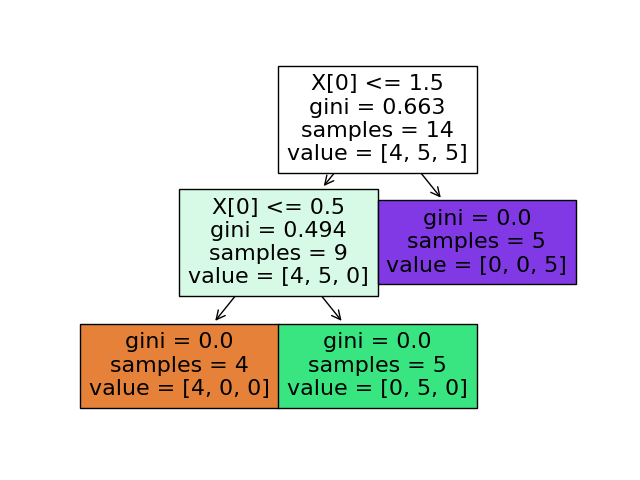 X[0] <= 1.5
gini = 0.663
samples = 14
value = [4, 5, 5]
X[0] <= 0.5
gini = 0.494
samples = 9
value = [4, 5, 0]
gini = 0.0
samples = 5
value = [0, 0, 5]
gini = 0.0
samples = 4
value = [4, 0, 0]
gini = 0.0
samples = 5
value = [0, 5, 0]